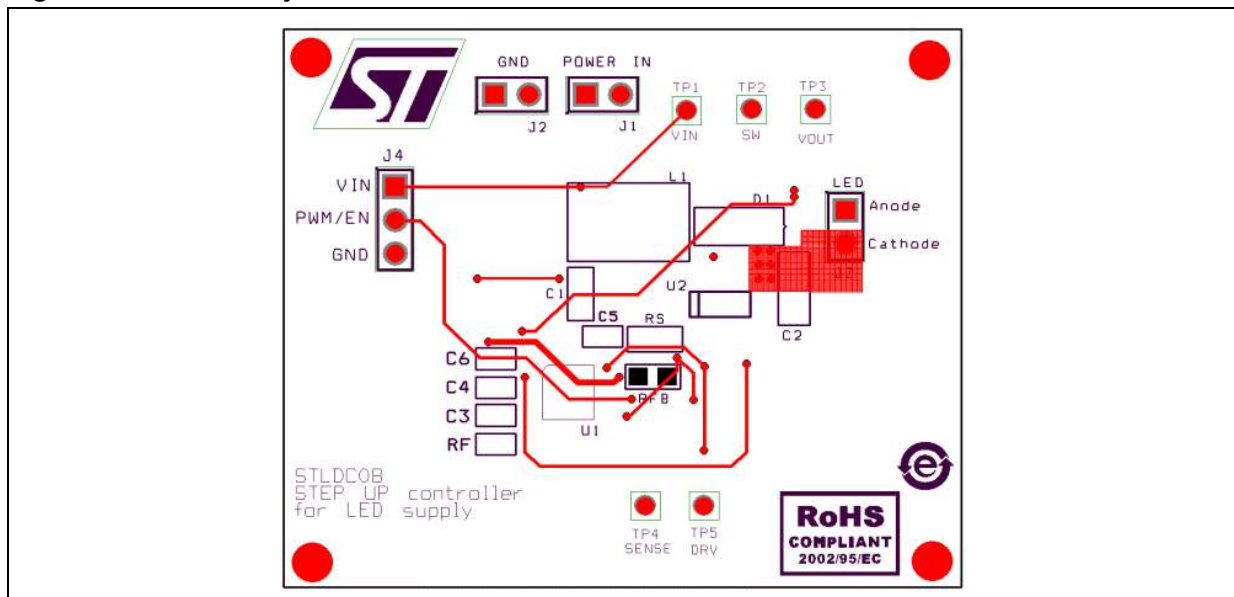 ST
GND
POWER IN
J2
J1
TP1
TP2
TP3
VIN
SW
VOUT
J4
VIN
PWM/EN
GND
L1
D1
LED
Anode
Cathode
C1
U2
C2
C5
RS
C6
C4
C3
RF
RFB
U1
STLDC08
STEP UP controller
for LED supply
TP4
SENSE
TP5
DRV
e
RoHS
COMPLIANT
2002/95/EC